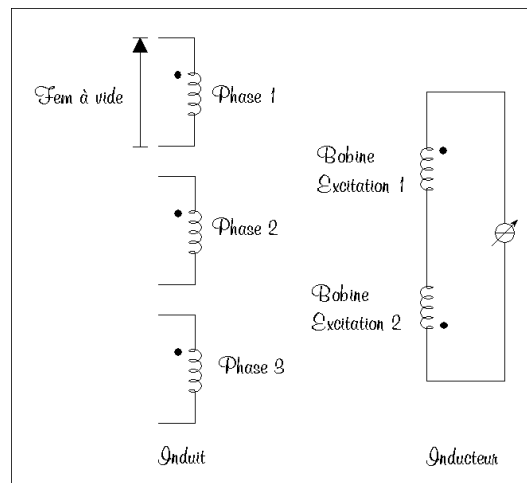 Fem à vide
Phase 1
Phase 2
Phase 3
Induit
Bobine
Excitation 1
Bobine
Excitation 2
Inducteur